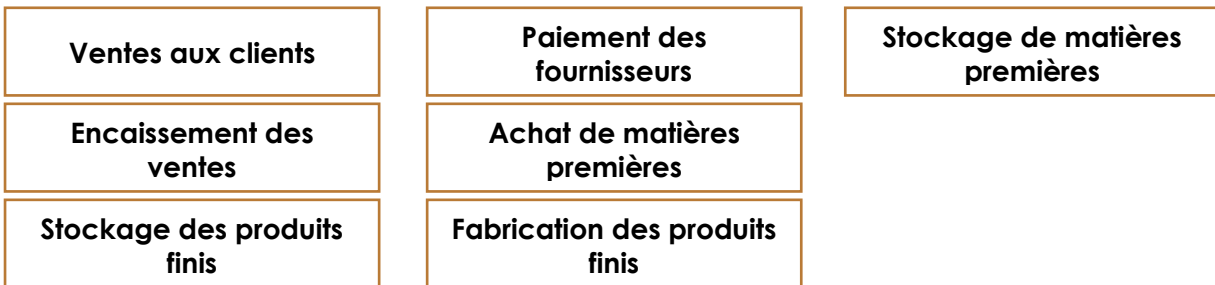 Ventes aux clients
Paiement des
fournisseurs
Stockage de matières
premières
Encaissement des
ventes
Achat de matières
premières
Stockage des produits
finis
Fabrication des produits
finis